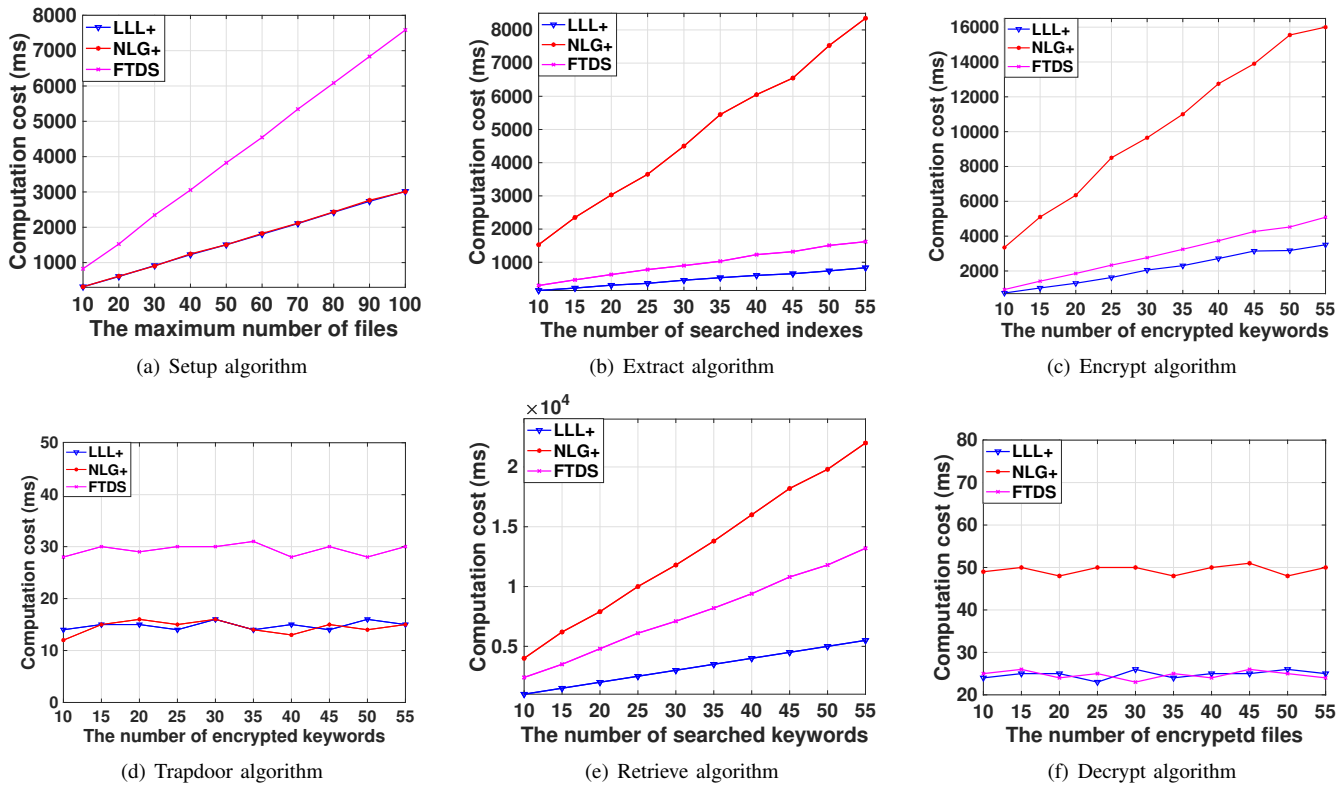 8000
7000
6000
5000
4000
3000
2000
1000
Computation cost (ms)
LLL+
NLG+
FTDS
10 20 30 40 50 60 70 80 90 100
The maximum number of files
(a) Setup algorithm
8000
7000
6000
5000
4000
3000
2000
1000
Computation cost (ms)
LLL+
NLG+
FTDS
10 15 20 25 30 35 40 45 50 55
The number of searched indexes
(b) Extract algorithm
16000
14000
12000
10000
8000
6000
4000
2000
Computation cost (ms)
LLL+
NLG+
FTDS
10 15 20 25 30 35 40 45 50 55
The number of encrypted keywords
(c) Encrypt algorithm
50
40
30
20
10
0
Computation cost (ms)
LLL+
NLG+
FTDS
10 15 20 25 30 35 40 45 50 55
The number of encrypted keywords
(d) Trapdoor algorithm
×10^4
2
1.5
1
0.5
Computation cost (ms)
LLL+
NLG+
FTDS
10 15 20 25 30 35 40 45 50 55
The number of searched keywords
(e) Retrieve algorithm
80
70
60
50
40
30
20
Computation cost (ms)
LLL+
NLG+
FTDS
10 15 20 25 30 35 40 45 50 55
The number of encrypetd files
(f) Decrypt algorithm